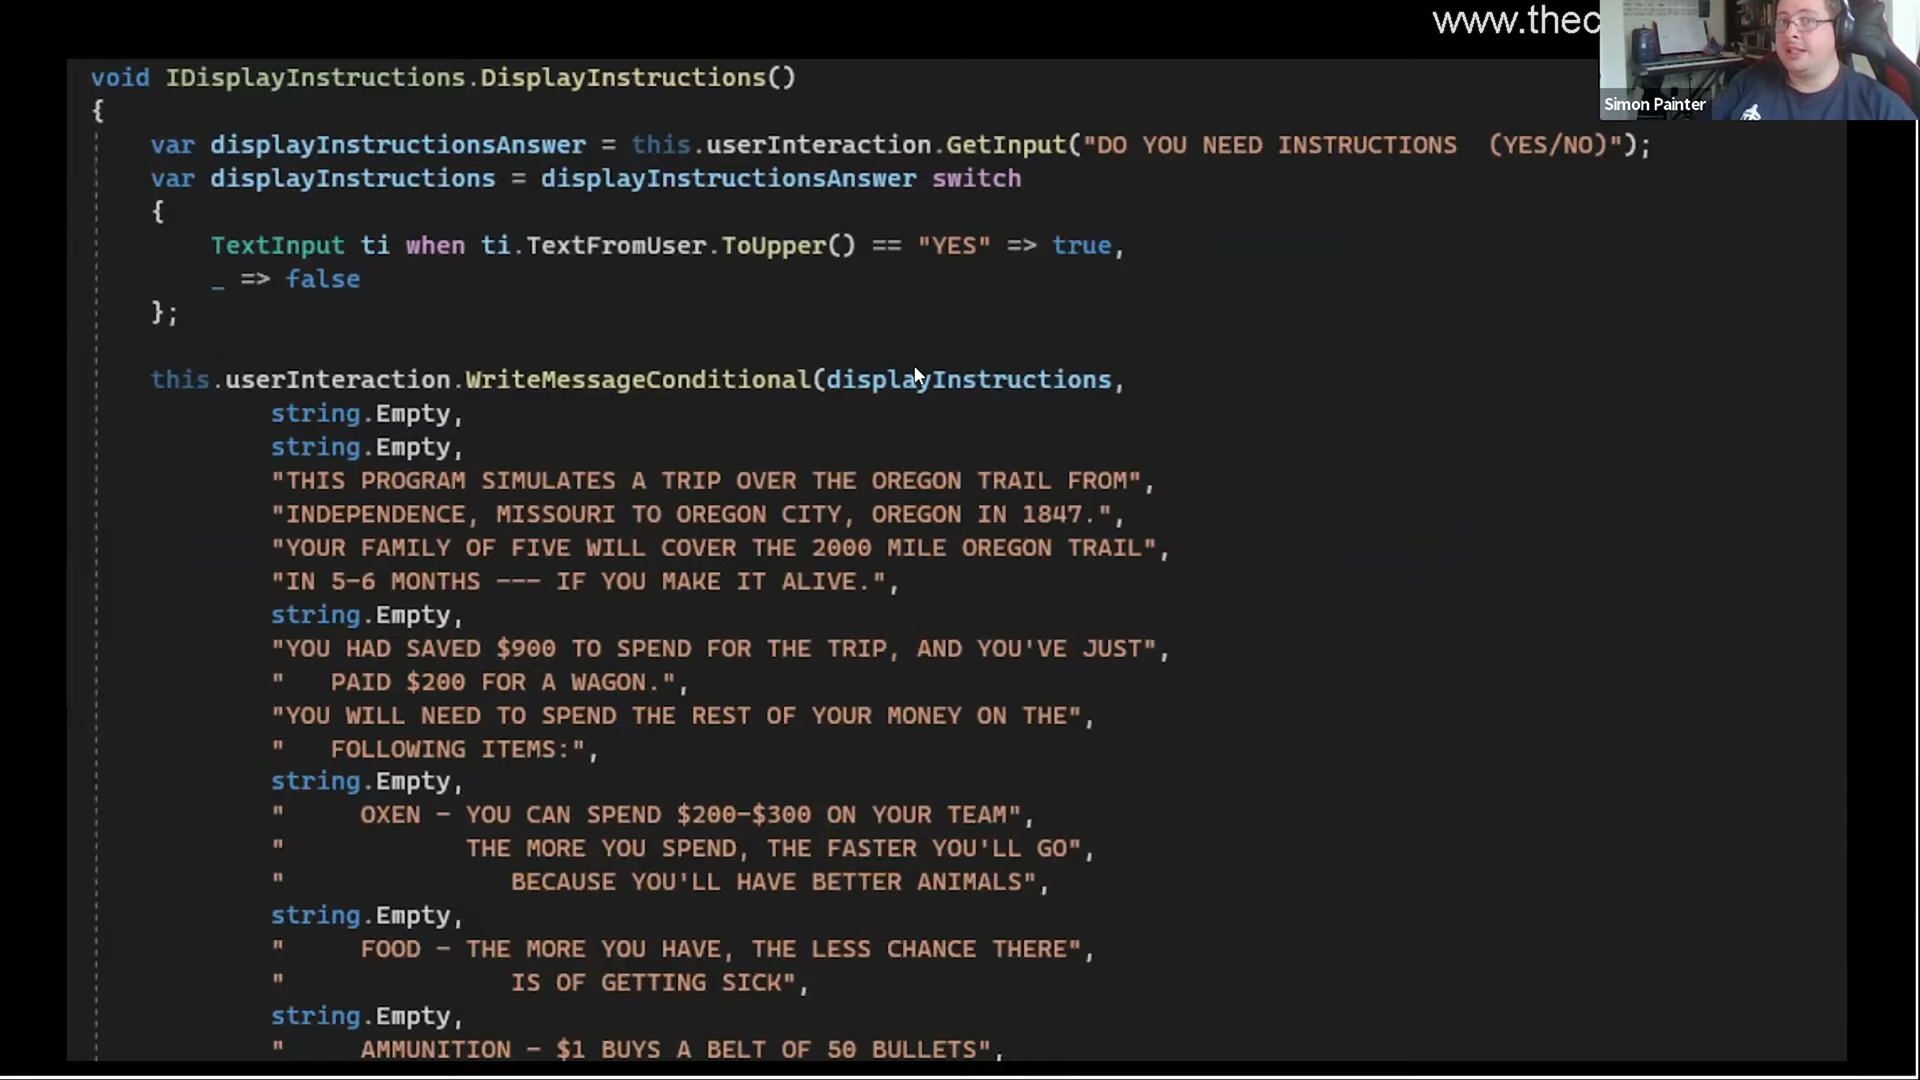 www.thec
Simon Painter
void IDisplayInstructions.DisplayInstructions()
{
var displayInstructionsAnswer = this.userInteraction.GetInput("DO YOU NEED INSTRUCTIONS  (YES/NO)");
var displayInstructions = displayInstructionsAnswer switch
{
TextInput ti when ti.TextFromUser.ToUpper() == "YES" => true,
_ => false
};
this.userInteraction.WriteMessageConditional(displayInstructions,
string.Empty,
string.Empty,
"THIS PROGRAM SIMULATES A TRIP OVER THE OREGON TRAIL FROM",
"INDEPENDENCE, MISSOURI TO OREGON CITY, OREGON IN 1847.",
"YOUR FAMILY OF FIVE WILL COVER THE 2000 MILE OREGON TRAIL",
"IN 5-6 MONTHS --- IF YOU MAKE IT ALIVE.",
string.Empty,
"YOU HAD SAVED $900 TO SPEND FOR THE TRIP, AND YOU'VE JUST",
"   PAID $200 FOR A WAGON.",
"YOU WILL NEED TO SPEND THE REST OF YOUR MONEY ON THE",
"   FOLLOWING ITEMS:",
string.Empty,
"     OXEN - YOU CAN SPEND $200-$300 ON YOUR TEAM",
"            THE MORE YOU SPEND, THE FASTER YOU'LL GO",
"               BECAUSE YOU'LL HAVE BETTER ANIMALS",
string.Empty,
"     FOOD - THE MORE YOU HAVE, THE LESS CHANCE THERE",
"               IS OF GETTING SICK",
string.Empty,
"     AMMUNITION - $1 BUYS A BELT OF 50 BULLETS",